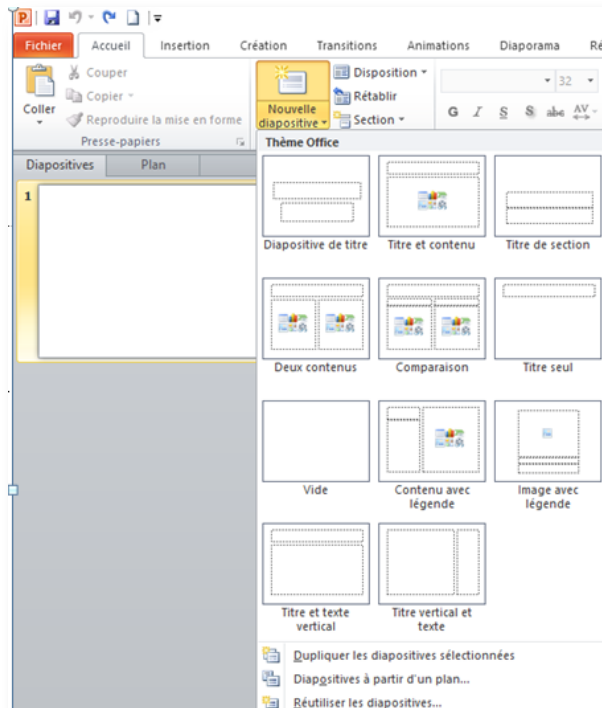 Fichier Accueil Insertion Création Transitions Animations Diaporama Ré
Couper
Copier
Reproduire la mise en forme
Coller
Presse-papiers
Nouvelle
diapositive
Disposition
Rétablir
Section
32
G I S S abc AV
Diapositives Plan
1
Thème Office
Diapositive de titre Titre et contenu Titre de section
Deux contenus Comparaison Titre seul
Vide Contenu avec légende Image avec légende
Titre et texte vertical Titre vertical et texte
Dupliquer les diapositives sélectionnées
Diapositives à partir d'un plan...
Réutiliser les diapositives...